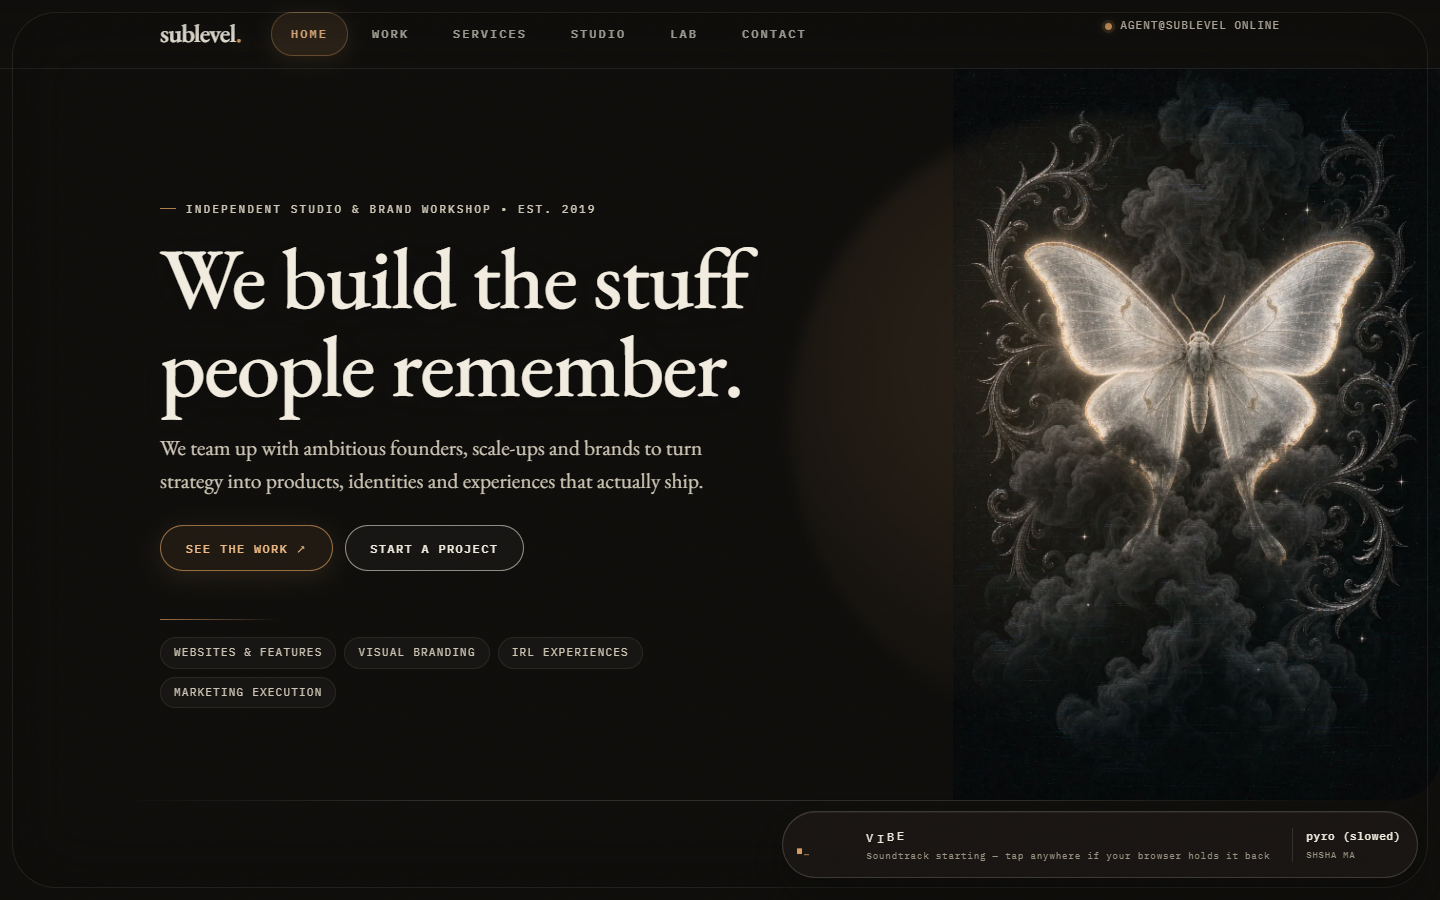 sublevel.
HOME
WORK
SERVICES
STUDIO
LAB
CONTACT
AGENT@SUBLEVEL ONLINE
INDEPENDENT STUDIO & BRAND WORKSHOP • EST. 2019
We build the stuff
people remember.
We team up with ambitious founders, scale-ups and brands to turn
strategy into products, identities and experiences that actually ship.
SEE THE WORK ↗
START A PROJECT
WEBSITES & FEATURES
VISUAL BRANDING
IRL EXPERIENCES
MARKETING EXECUTION
VIBE
Soundtrack starting — tap anywhere if your browser holds it back
pyro (slowed)
SHSHA MA